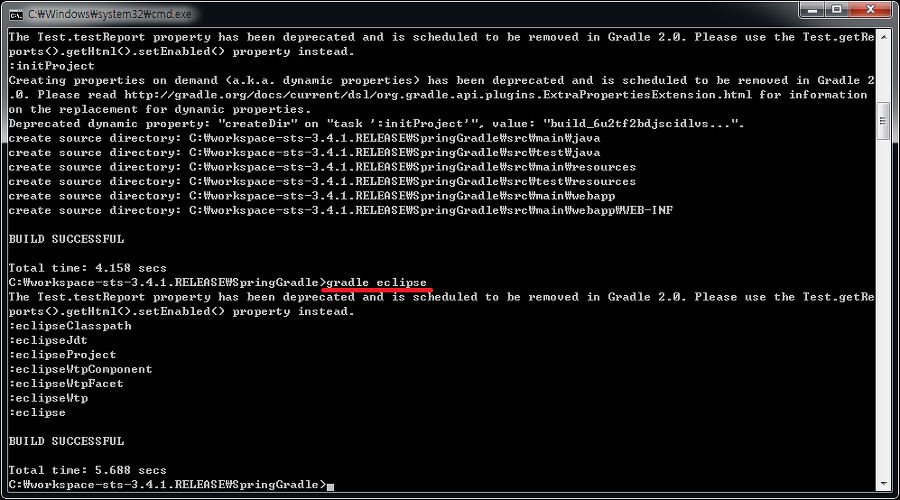 C:₩Windows₩system32₩cmd.exe
The Test.testReport property has been deprecated and is scheduled to be removed in Gradle 2.0. Please use the Test.getRe
ports().getHtml().setEnabled() property instead.
:initProject
Creating properties on demand (a.k.a. dynamic properties) has been deprecated and is scheduled to be removed in Gradle 2
.0. Please read http://gradle.org/docs/current/dsl/org.gradle.api.plugins.ExtraPropertiesExtension.html for information
on the replacement for dynamic properties.
Deprecated dynamic property: "createDir" on "task ':initProject'", value: "build_6u2tf2bdjscidlvs...".
create source directory: C:₩workspace-sts-3.4.1.RELEASE₩SpringGradle₩src₩main₩java
create source directory: C:₩workspace-sts-3.4.1.RELEASE₩SpringGradle₩src₩test₩java
create source directory: C:₩workspace-sts-3.4.1.RELEASE₩SpringGradle₩src₩main₩resources
create source directory: C:₩workspace-sts-3.4.1.RELEASE₩SpringGradle₩src₩test₩resources
create source directory: C:₩workspace-sts-3.4.1.RELEASE₩SpringGradle₩src₩main₩webapp
create source directory: C:₩workspace-sts-3.4.1.RELEASE₩SpringGradle₩src₩main₩webapp₩WEB-INF
BUILD SUCCESSFUL
Total time: 4.158 secs
C:₩workspace-sts-3.4.1.RELEASE₩SpringGradle>gradle eclipse
The Test.testReport property has been deprecated and is scheduled to be removed in Gradle 2.0. Please use the Test.getRe
ports().getHtml().setEnabled() property instead.
:eclipseClasspath
:eclipseJdt
:eclipseProject
:eclipseWtpComponent
:eclipseWtpFacet
:eclipseWtp
:eclipse
BUILD SUCCESSFUL
Total time: 5.688 secs
C:₩workspace-sts-3.4.1.RELEASE₩SpringGradle>